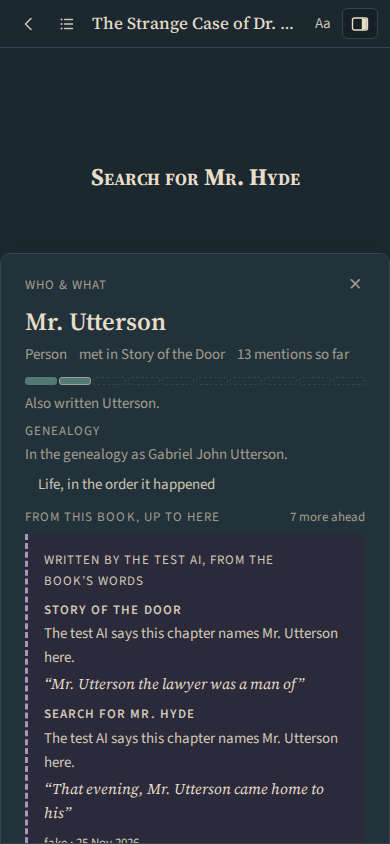 The Strange Case of Dr. ... Aa
Search for Mr. Hyde
WHO & WHAT
Mr. Utterson
Person met in Story of the Door 13 mentions so far
Also written Utterson.
GENEALOGY
In the genealogy as Gabriel John Utterson.
Life, in the order it happened
FROM THIS BOOK, UP TO HERE 7 more ahead
WRITTEN BY THE TEST AI, FROM THE
BOOK’S WORDS
STORY OF THE DOOR
The test AI says this chapter names Mr. Utterson
here.
“Mr. Utterson the lawyer was a man of”
SEARCH FOR MR. HYDE
The test AI says this chapter names Mr. Utterson
here.
“That evening, Mr. Utterson came home to
his”
fake · 25 Nov 2026